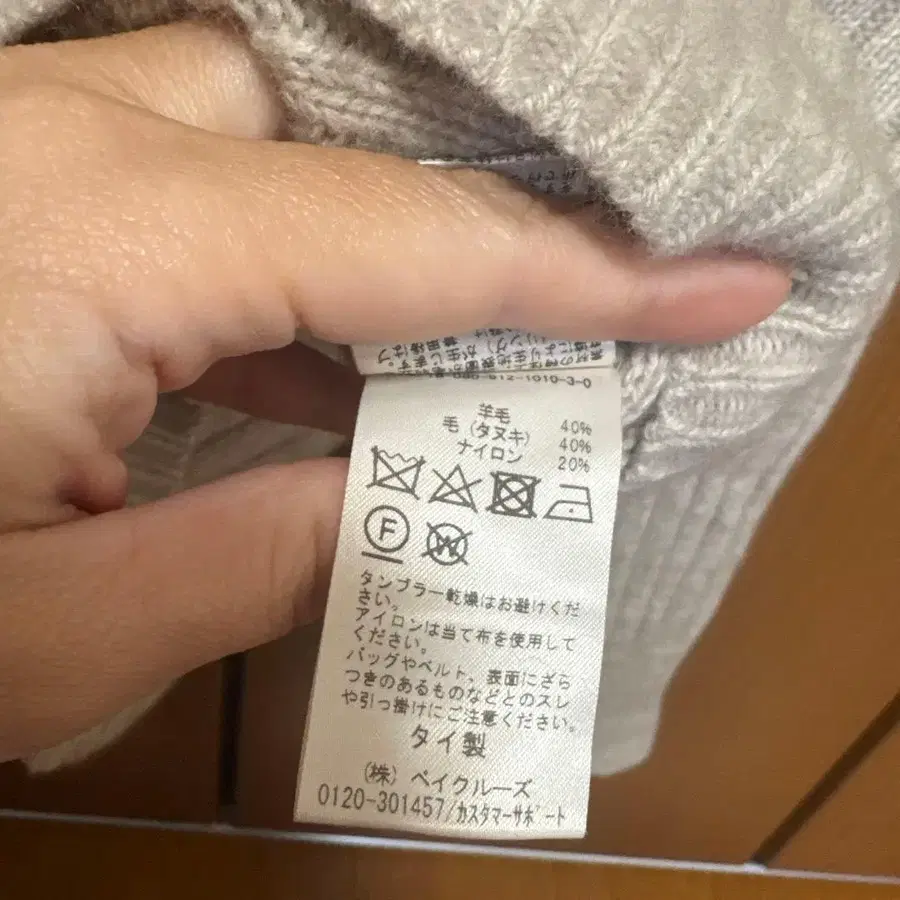 羊毛 40%
毛(タヌキ) 40%
ナイロン 20%
F
W
タンブラー乾燥はお避けくだ
さい。
アイロンは当て布を使用して
ください。
バッグやベルト、表面にざら
つきのあるものなどとのスレ
や引っ掛けにご注意ください。
タイ製
(株) ベイクルーズ
0120-301457/カスタマーサポート